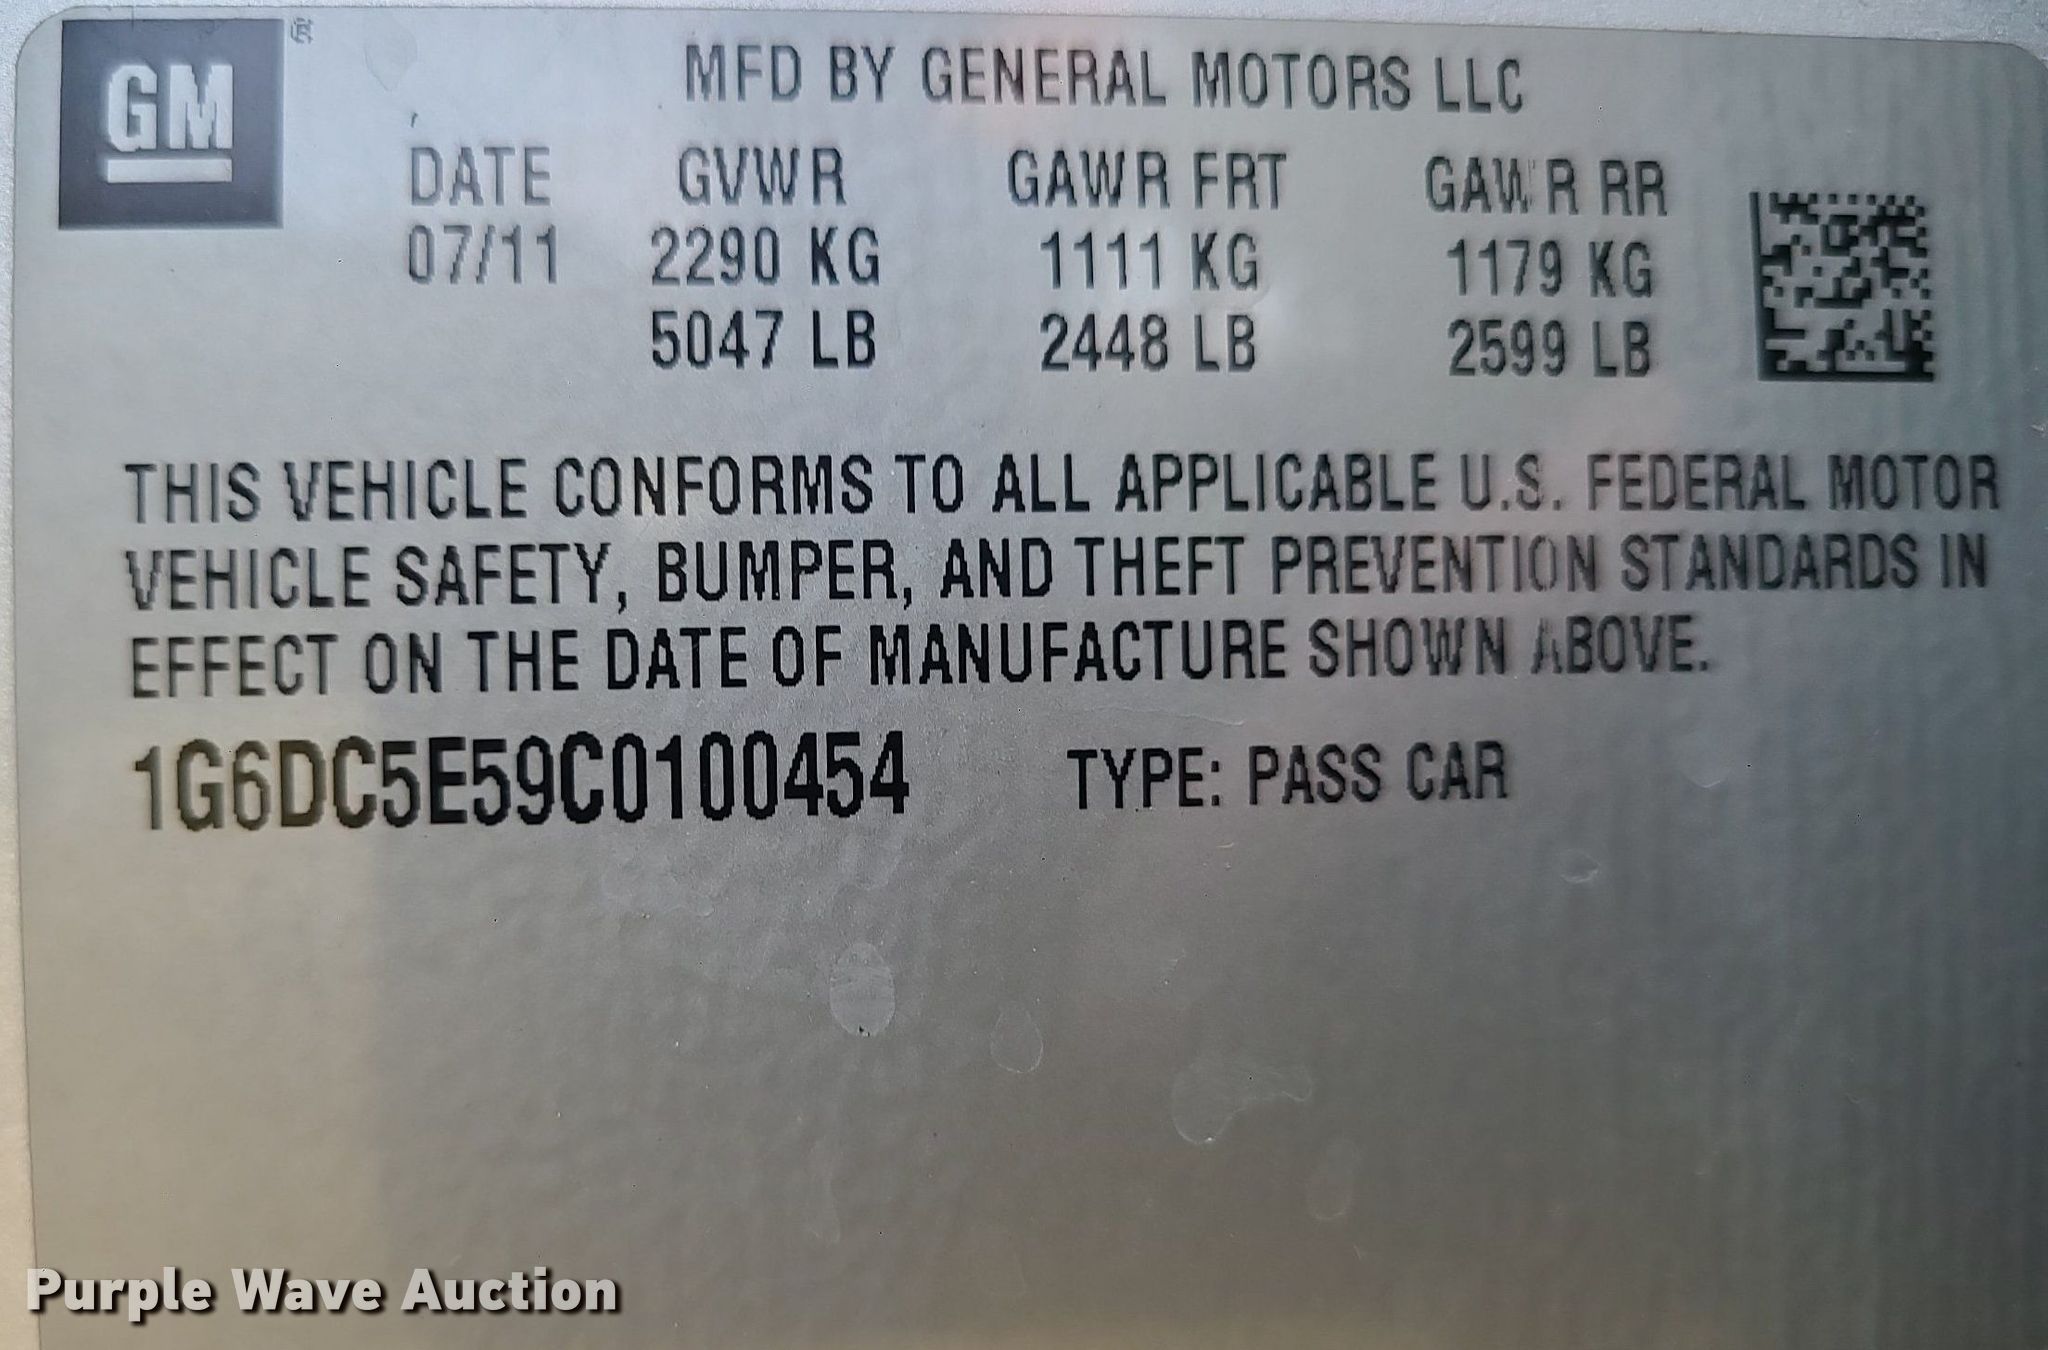 GM ®
MFD BY GENERAL MOTORS LLC
DATE GVWR GAWR FRT GAWR RR
07/11 2290 KG 1111 KG 1179 KG
5047 LB 2448 LB 2599 LB
THIS VEHICLE CONFORMS TO ALL APPLICABLE U.S. FEDERAL MOTOR
VEHICLE SAFETY, BUMPER, AND THEFT PREVENTION STANDARDS IN
EFFECT ON THE DATE OF MANUFACTURE SHOWN ABOVE.
1G6DC5E59C0100454 TYPE: PASS CAR
Purple Wave Auction